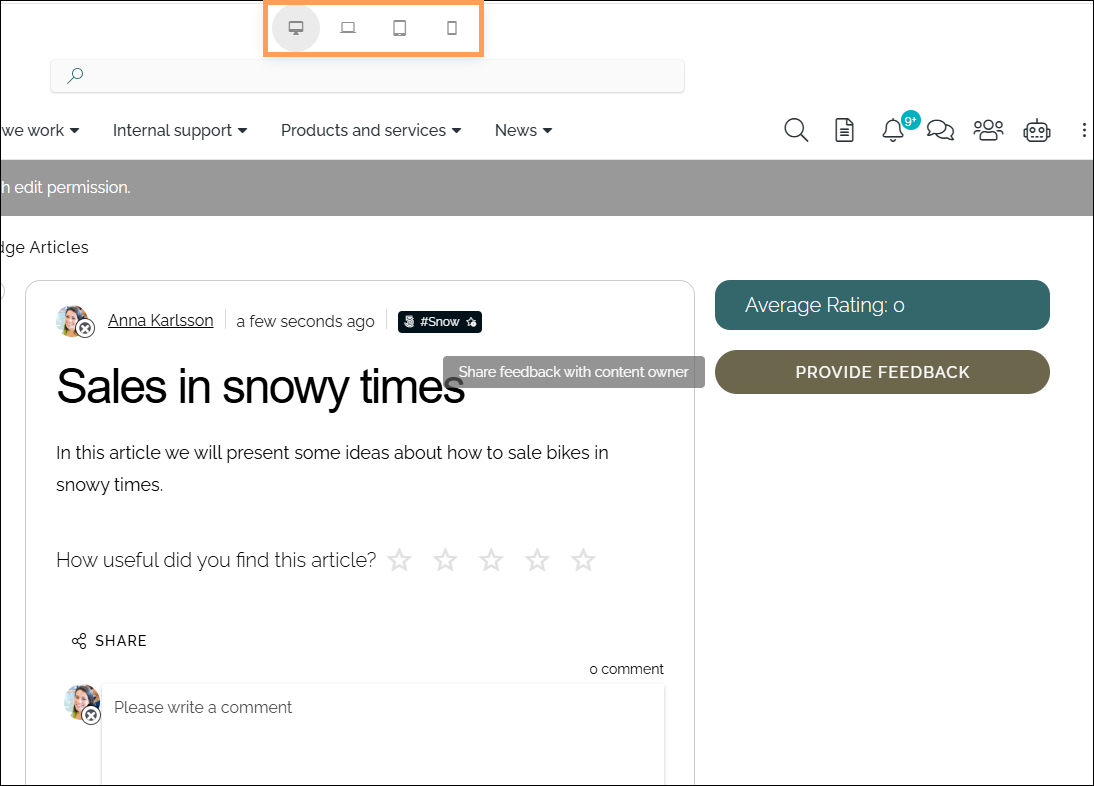 we work
Internal support
Products and services
News
9+
h edit permission.
dge Articles
Anna Karlsson
a few seconds ago
#Snow
Average Rating: 0
Share feedback with content owner
PROVIDE FEEDBACK
Sales in snowy times
In this article we will present some ideas about how to sale bikes in
snowy times.
How useful did you find this article?
SHARE
0 comment
Please write a comment